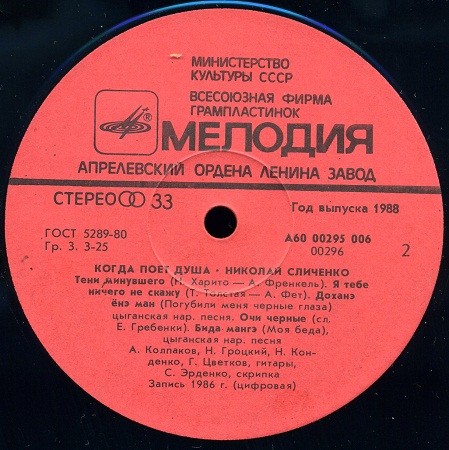 МИНИСТЕРСТВО
КУЛЬТУРЫ СССР
ВСЕСОЮЗНАЯ ФИРМА
ГРАМПЛАСТИНОК
®
МЕЛОДИЯ
АПРЕЛЕВСКИЙ ОРДЕНА ЛЕНИНА ЗАВОД
СТЕРЕО 33
Год выпуска 1988
ГОСТ 5289-80
Гр. 3. 3-25
А60 00295 006
00296
2
КОГДА ПОЕТ ДУША · НИКОЛАЙ СЛИЧЕНКО
Тени минувшего (Н. Харито — А. Френкель). Я тебе
ничего не скажу (Т. Толстая — А. Фет). Доханэ
ёнэ ман (Погубили меня черные глаза)
цыганская нар. песня. Очи черные (сл.
Е. Гребенки). Бида мангэ (Моя беда),
цыганская нар. песня
А. Колпаков, Н. Гроцкий, Н. Кон-
денко, Г. Цветков, гитары,
С. Эрденко, скрипка
Запись 1986 г. (цифровая)